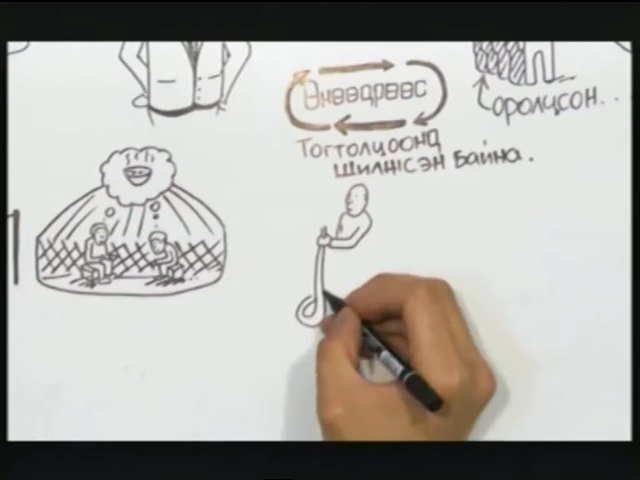 Өнөөдрөөс
Тогтолцоонд
шилжсэн байна.
оролцсон..